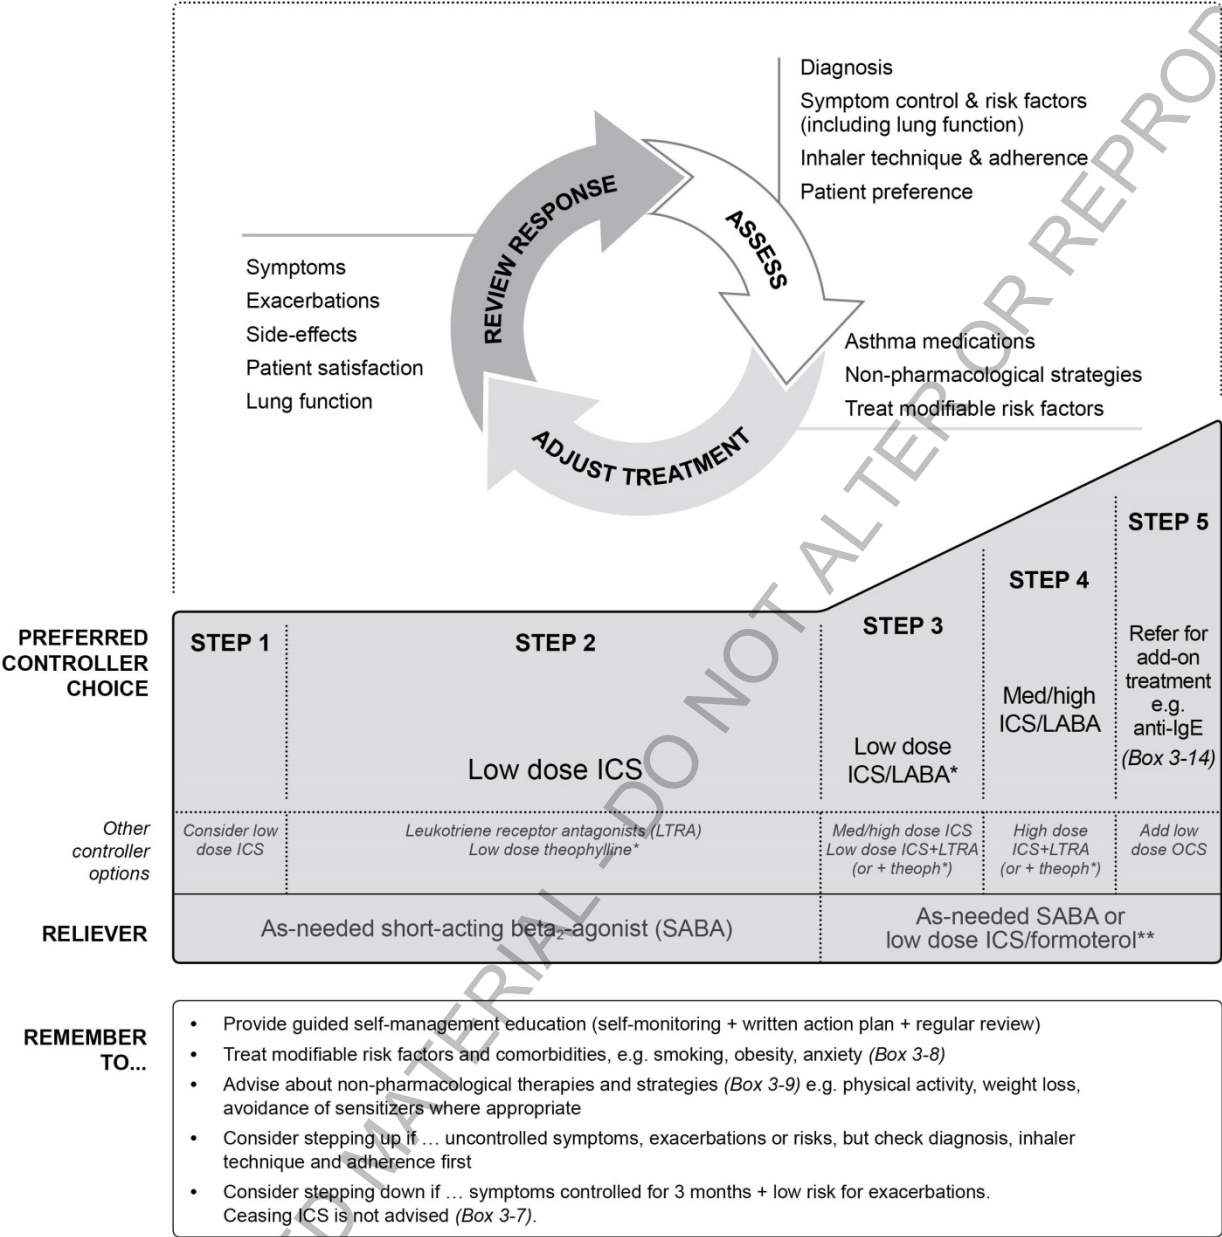 Diagnosis
Symptom control & risk factors
(including lung function)
Inhaler technique & adherence
Patient preference
REVIEW RESPONSE
ASSESS
ADJUST TREATMENT
Symptoms
Exacerbations
Side-effects
Patient satisfaction
Lung function
Asthma medications
Non-pharmacological strategies
Treat modifiable risk factors
PREFERRED
CONTROLLER
CHOICE
STEP 1
STEP 2
Low dose ICS
STEP 3
Low dose
ICS/LABA*
STEP 4
Med/high
ICS/LABA
STEP 5
Refer for
add-on
treatment
e.g.
anti-IgE
(Box 3-14)
Other
controller
options
Consider low
dose ICS
Leukotriene receptor antagonists (LTRA)
Low dose theophylline*
Med/high dose ICS
Low dose ICS+LTRA
(or + theoph*)
High dose
ICS+LTRA
(or + theoph*)
Add low
dose OCS
RELIEVER
As-needed short-acting beta₂-agonist (SABA)
As-needed SABA or
low dose ICS/formoterol**
REMEMBER
TO...
• Provide guided self-management education (self-monitoring + written action plan + regular review)
• Treat modifiable risk factors and comorbidities, e.g. smoking, obesity, anxiety (Box 3-8)
• Advise about non-pharmacological therapies and strategies (Box 3-9) e.g. physical activity, weight loss,
avoidance of sensitizers where appropriate
• Consider stepping up if … uncontrolled symptoms, exacerbations or risks, but check diagnosis, inhaler
technique and adherence first
• Consider stepping down if … symptoms controlled for 3 months + low risk for exacerbations.
Ceasing ICS is not advised (Box 3-7).
MATERIAL - DO NOT ALTER OR